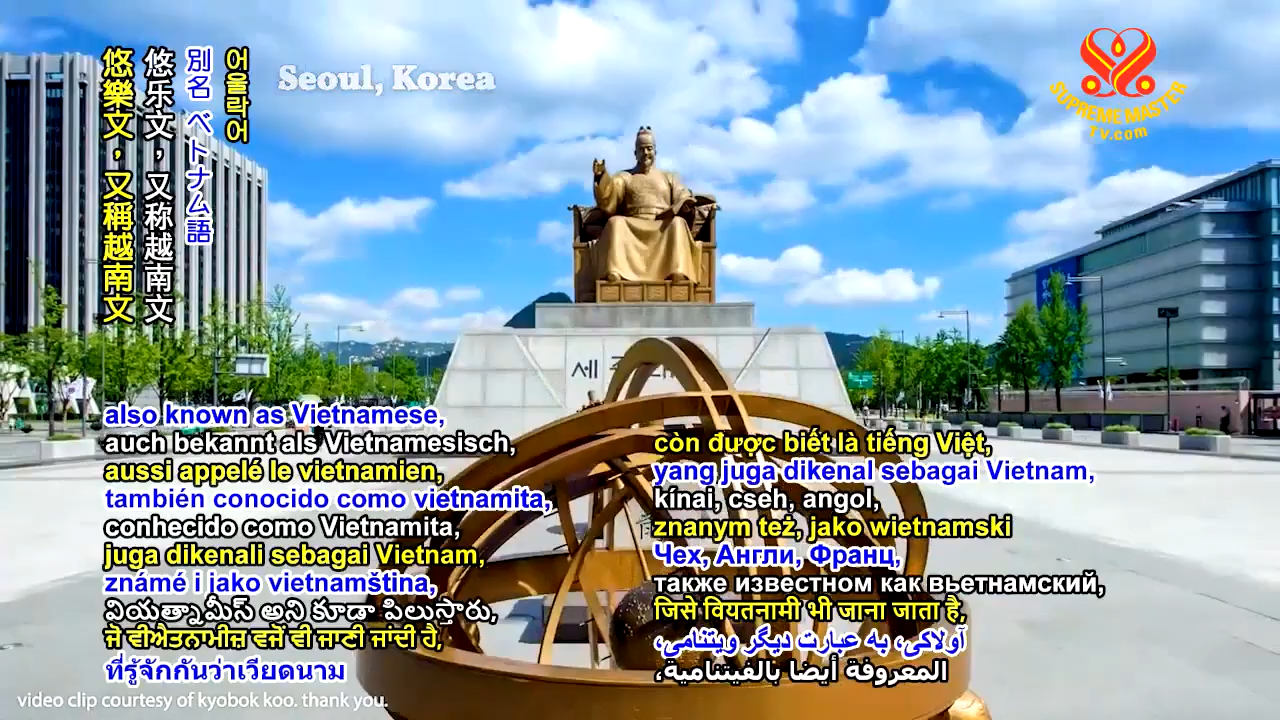 어울락어
別名 ベトナム語
悠乐文，又称越南文
悠樂文，又稱越南文
Seoul, Korea
SUPREME MASTER
TV.com
세종
also known as Vietnamese,
auch bekannt als Vietnamesisch,
aussi appelé le vietnamien,
también conocido como vietnamita,
conhecido como Vietnamita,
juga dikenali sebagai Vietnam,
známé i jako vietnamština,
వియత్నామీస్ అని కూడా పిలుస్తారు,
ਜੋ ਵੀਐਤਨਾਮੀਜ਼ ਵਜੋਂ ਵੀ ਜਾਣੀ ਜਾਂਦੀ ਹੈ,
ที่รู้จักกันว่าเวียดนาม
còn được biết là tiếng Việt,
yang juga dikenal sebagai Vietnam,
kínai, cseh, angol,
znanym też, jako wietnamski
Чех, Англи, Франц,
также известном как вьетнамский,
जिसे वियतनामी भी जाना जाता है,
آولاکی، به عبارت دیگر ویتنامی،
المعروفة أيضا بالفيتنامية،
video clip courtesy of kyobok koo. thank you.